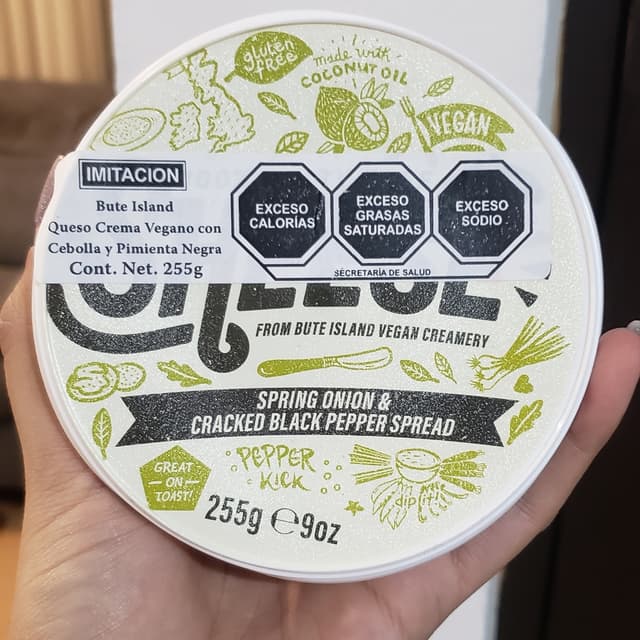 gluten
FREE
made with
COCONUT OIL
VEGAN
IMITACION
Bute Island
Queso Crema Vegano con
Cebolla y Pimienta Negra
Cont. Net. 255g
EXCESO
CALORÍAS
EXCESO
GRASAS
SATURADAS
EXCESO
SODIO
SECRETARÍA DE SALUD
FROM BUTE ISLAND VEGAN CREAMERY
SPRING ONION &
CRACKED BLACK PEPPER SPREAD
GREAT
ON
TOAST!
PEPPER
KICK
dip
255g ℮ 9oz